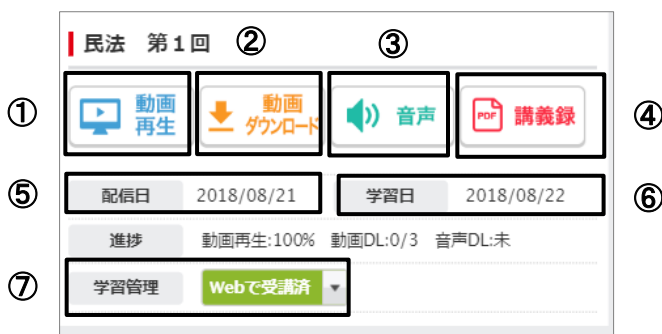 民法 第1回 ② ③
① 動画再生 動画ダウンロード 音声 PDF 講義録 ④
⑤ 配信日 2018/08/21 学習日 2018/08/22 ⑥
進捗 動画再生:100% 動画DL:0/3 音声DL:未
⑦ 学習管理 Webで受講済